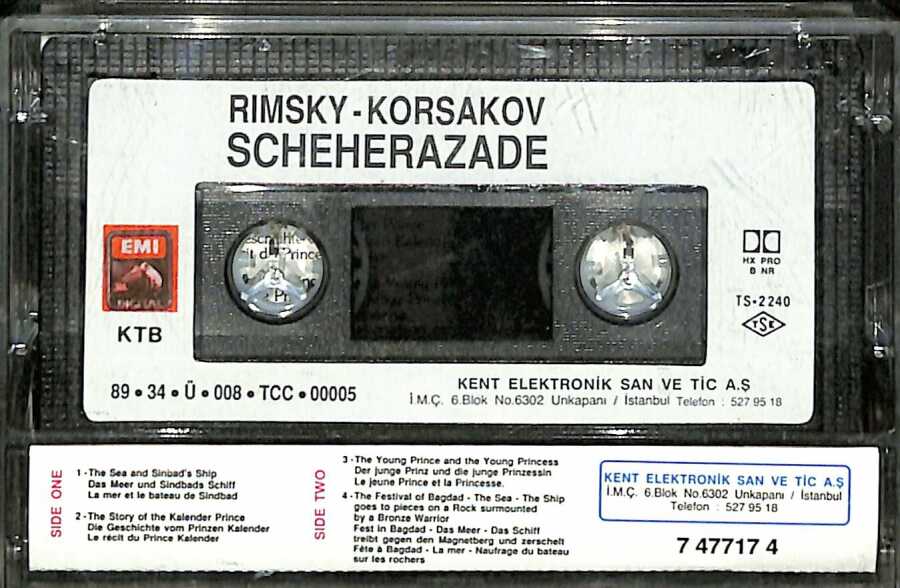 RIMSKY-KORSAKOV
SCHEHERAZADE
EMI
DIGITAL
KTB
HX PRO
B NR
TS-2240
TSE
89 • 34 • Ü • 008 • TCC • 00005
KENT ELEKTRONİK SAN VE TİC A.Ş
İ.M.Ç. 6.Blok No.6302 Unkapanı / İstanbul Telefon : 527 95 18
SIDE ONE
1-The Sea and Sinbad's Ship
Das Meer und Sindbads Schiff
La mer et le bateau de Sindbad
2-The Story of the Kalender Prince
Die Geschichte vom Prinzen Kalender
Le récit du Prince Kalender
SIDE TWO
3-The Young Prince and the Young Princess
Der junge Prinz und die junge Prinzessin
Le jeune Prince et la Princesse.
4-The Festival of Bagdad - The Sea - The Ship
goes to pieces on a Rock surmounted
by a Bronze Warrior
Fest in Bagdad - Das Meer - Das Schiff
treibt gegen den Magnetberg und zerschelt
Fête à Bagdad - La mer - Naufrage du bateau
sur les rochers
KENT ELEKTRONİK SAN VE TİC A.Ş
İ.M.Ç. 6.Blok No.6302 Unkapanı / İstanbul
Telefon : 527 95 18
7 47717 4